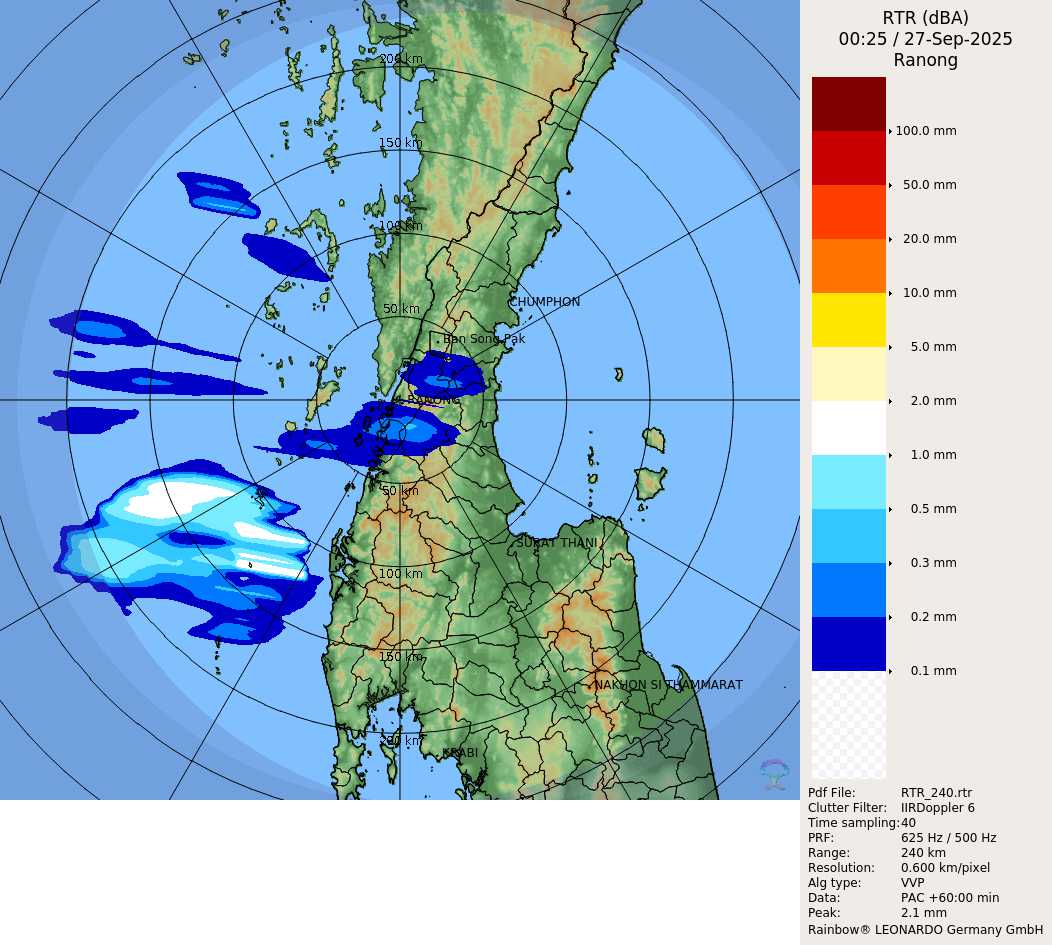 RTR (dBA)
00:25 / 27-Sep-2025
Ranong
100.0 mm
50.0 mm
20.0 mm
10.0 mm
5.0 mm
2.0 mm
1.0 mm
0.5 mm
0.3 mm
0.2 mm
0.1 mm
200 km
150 km
100 km
50 km
CHUMPHON
Ban Song Pak
RANONG
50 km
SURAT THANI
100 km
150 km
NAKHON SI THAMMARAT
200 km
KRABI
Pdf File: RTR_240.rtr
Clutter Filter: IIRDoppler 6
Time sampling:40
PRF: 625 Hz / 500 Hz
Range: 240 km
Resolution: 0.600 km/pixel
Alg type: VVP
Data: PAC +60:00 min
Peak: 2.1 mm
Rainbow® LEONARDO Germany GmbH